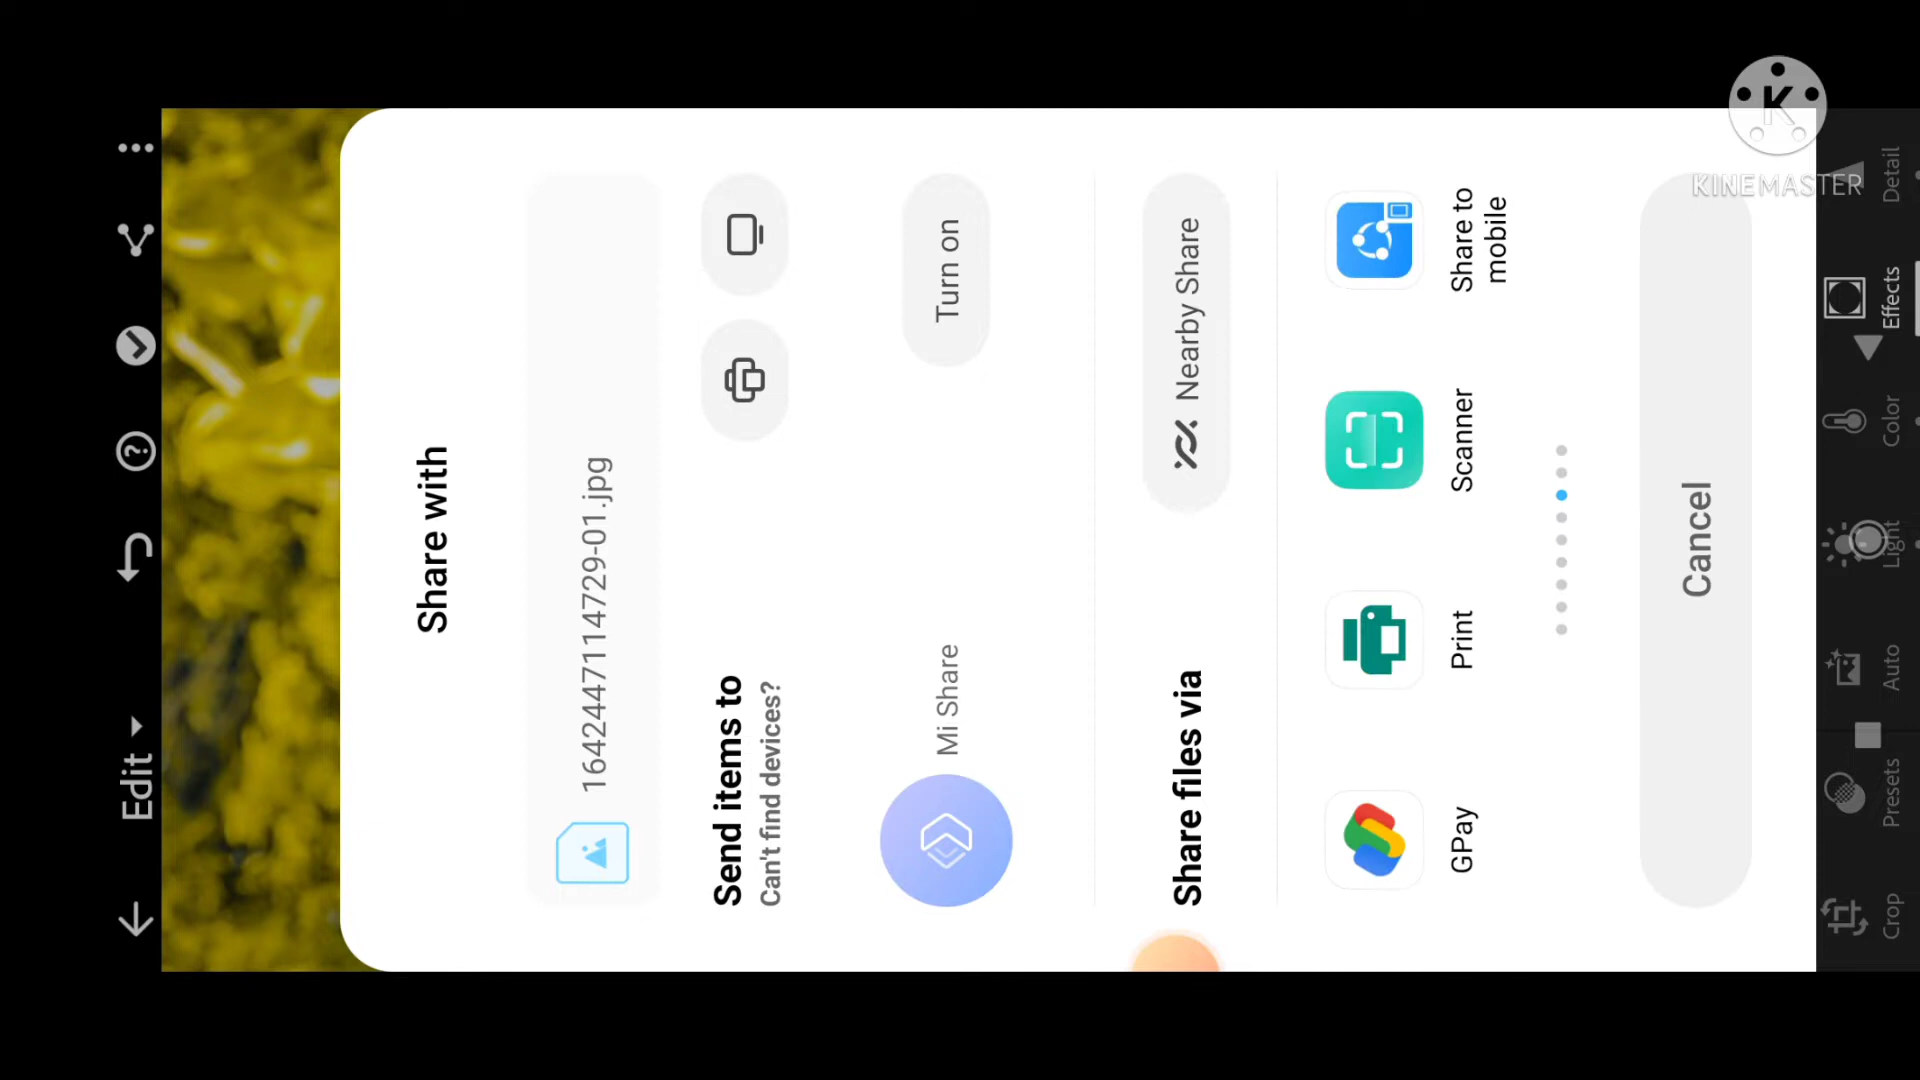 Edit
Share with
1642447114729-01.jpg
Send items to
Can't find devices?
Mi Share
Turn on
Share files via
Nearby Share
GPay
Print
Scanner
Share to
mobile
Cancel
Crop
Presets
Auto
Light
Color
Effects
Detail
K
KINEMASTER